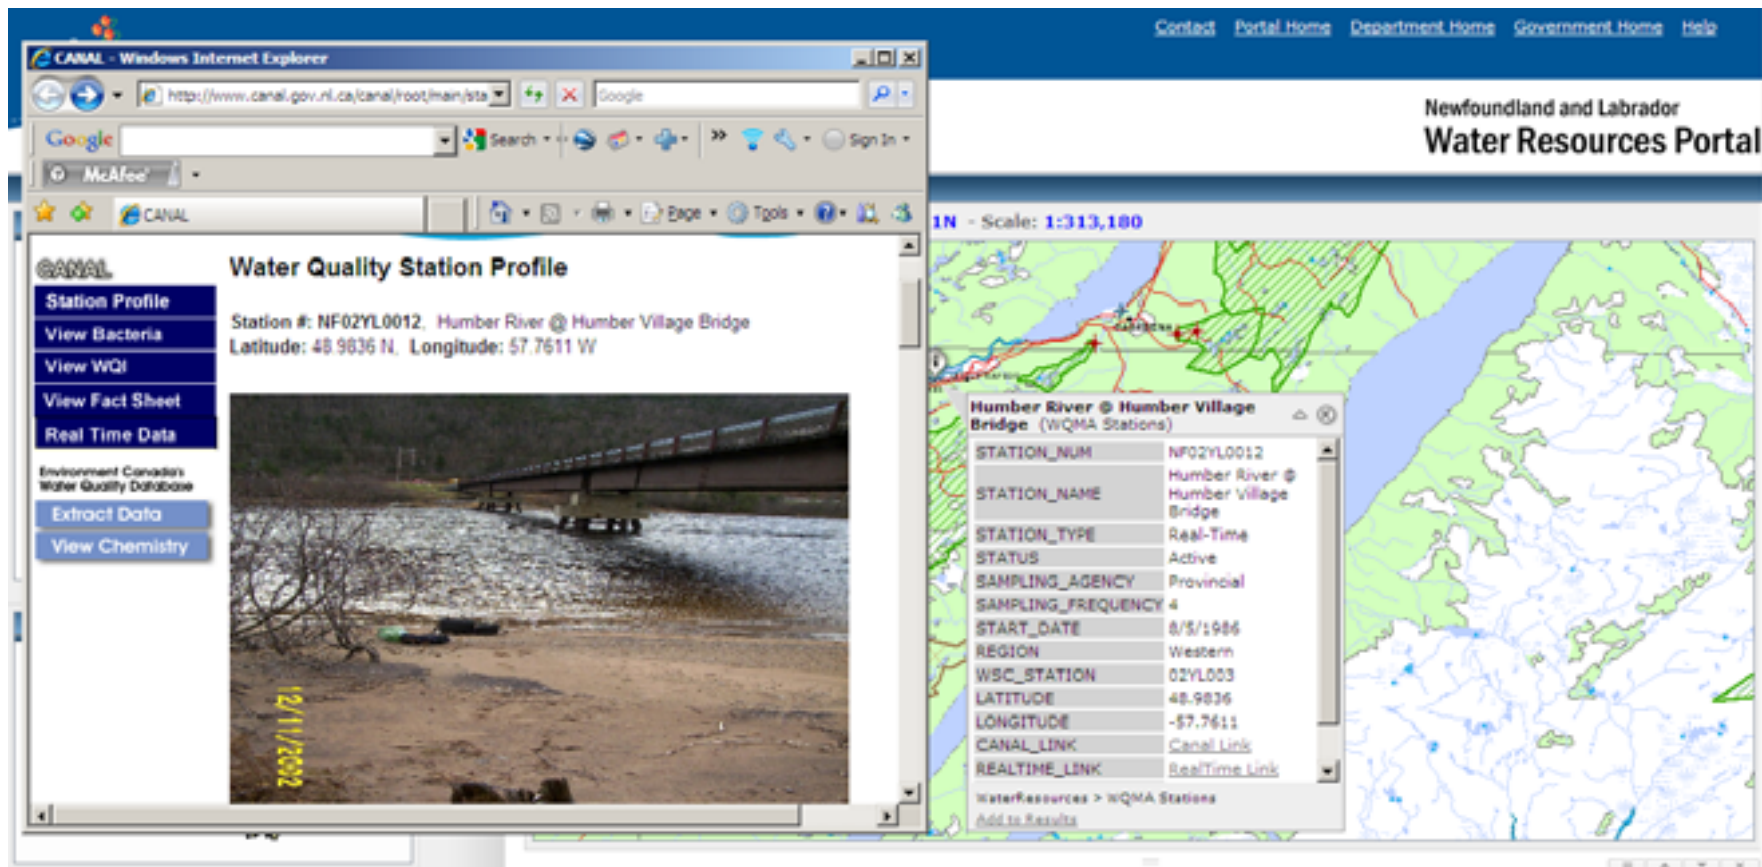 Contact Portal Home Department Home Government Home Help
CANAL - Windows Internet Explorer
http://www.canal.gov.nl.ca/canal/root/main/sta
Google
Newfoundland and Labrador
Water Resources Portal
Google Search Sign In
McAfee
CANAL Page Tools
1N - Scale: 1:313,180
CANAL
Station Profile
View Bacteria
View WQI
View Fact Sheet
Real Time Data
Environment Canada's
Water Quality Database
Extract Data
View Chemistry
Water Quality Station Profile
Station #: NF02YL0012, Humber River @ Humber Village Bridge
Latitude: 48.9836 N, Longitude: 57.7611 W
12/11/2002
Humber River @ Humber Village
Bridge (WQMA Stations)
STATION_NUM NF02YL0012
STATION_NAME Humber River @
Humber Village
Bridge
STATION_TYPE Real-Time
STATUS Active
SAMPLING_AGENCY Provincial
SAMPLING_FREQUENCY 4
START_DATE 8/5/1986
REGION Western
WSC_STATION 02YL003
LATITUDE 48.9836
LONGITUDE -57.7611
CANAL_LINK Canal Link
REALTIME_LINK RealTime Link
WaterResources > WQMA Stations
Add to Results